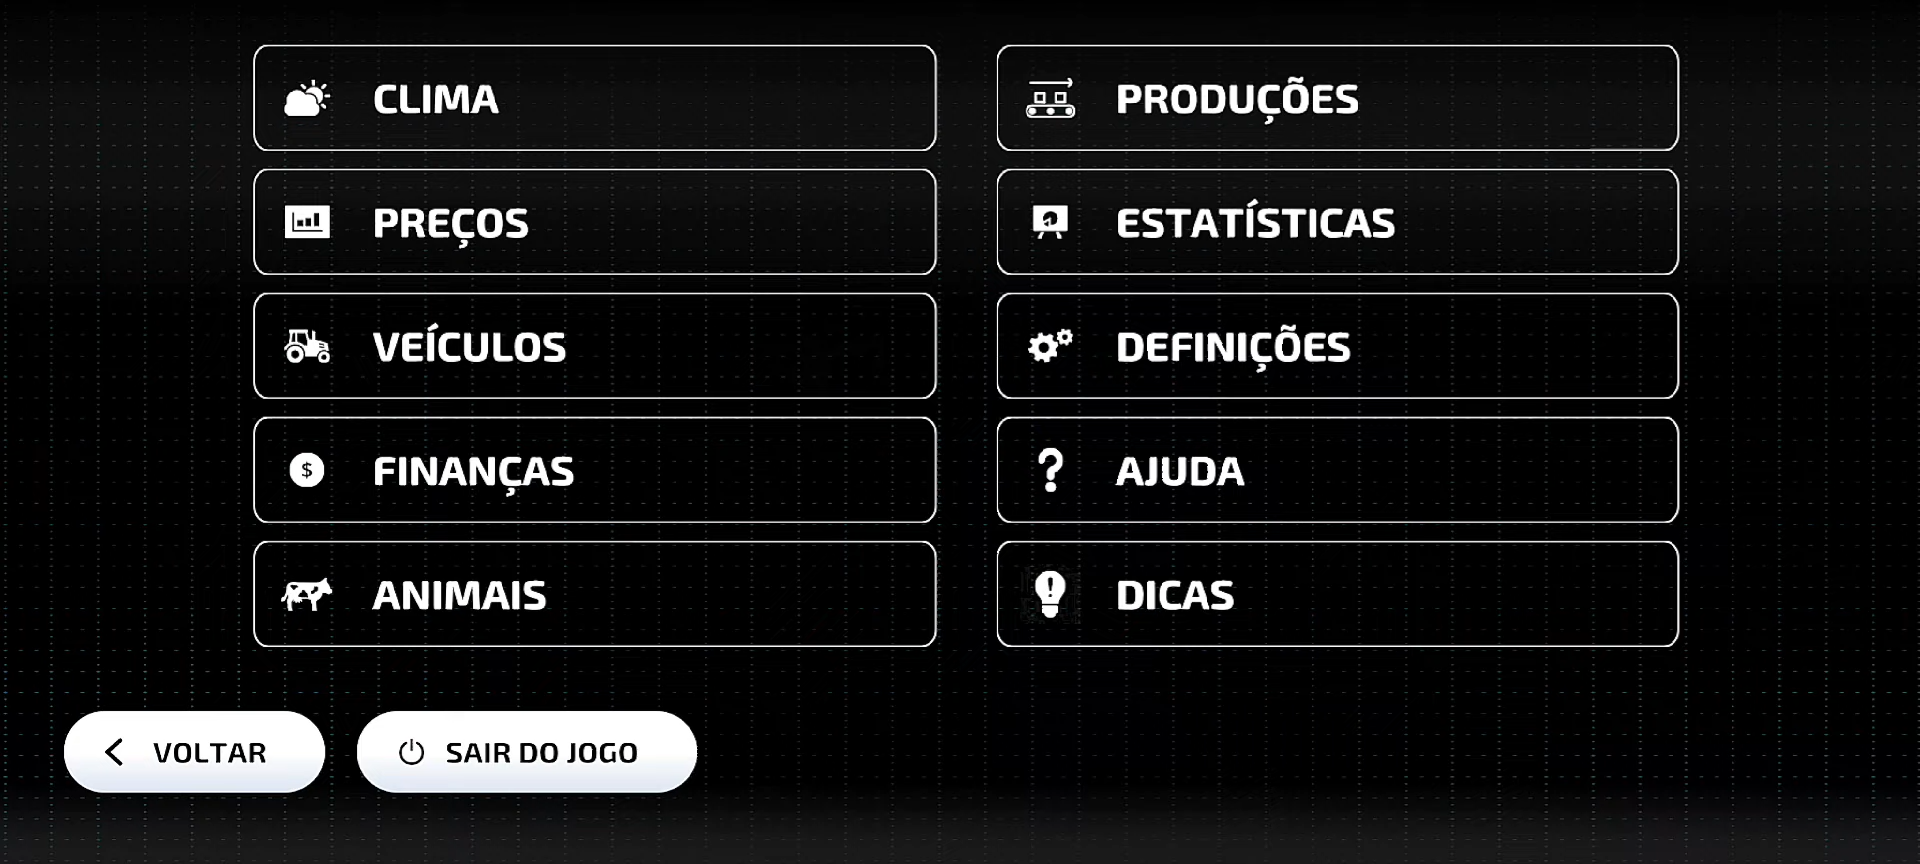 CLIMA
PREÇOS
VEÍCULOS
FINANÇAS
ANIMAIS
PRODUÇÕES
ESTATÍSTICAS
DEFINIÇÕES
AJUDA
DICAS
VOLTAR
SAIR DO JOGO